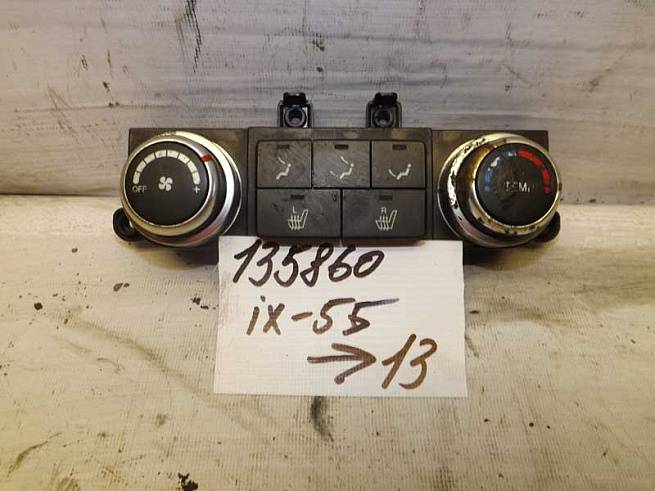 OFF +
TEMP
L R
135860
ix-55
→13